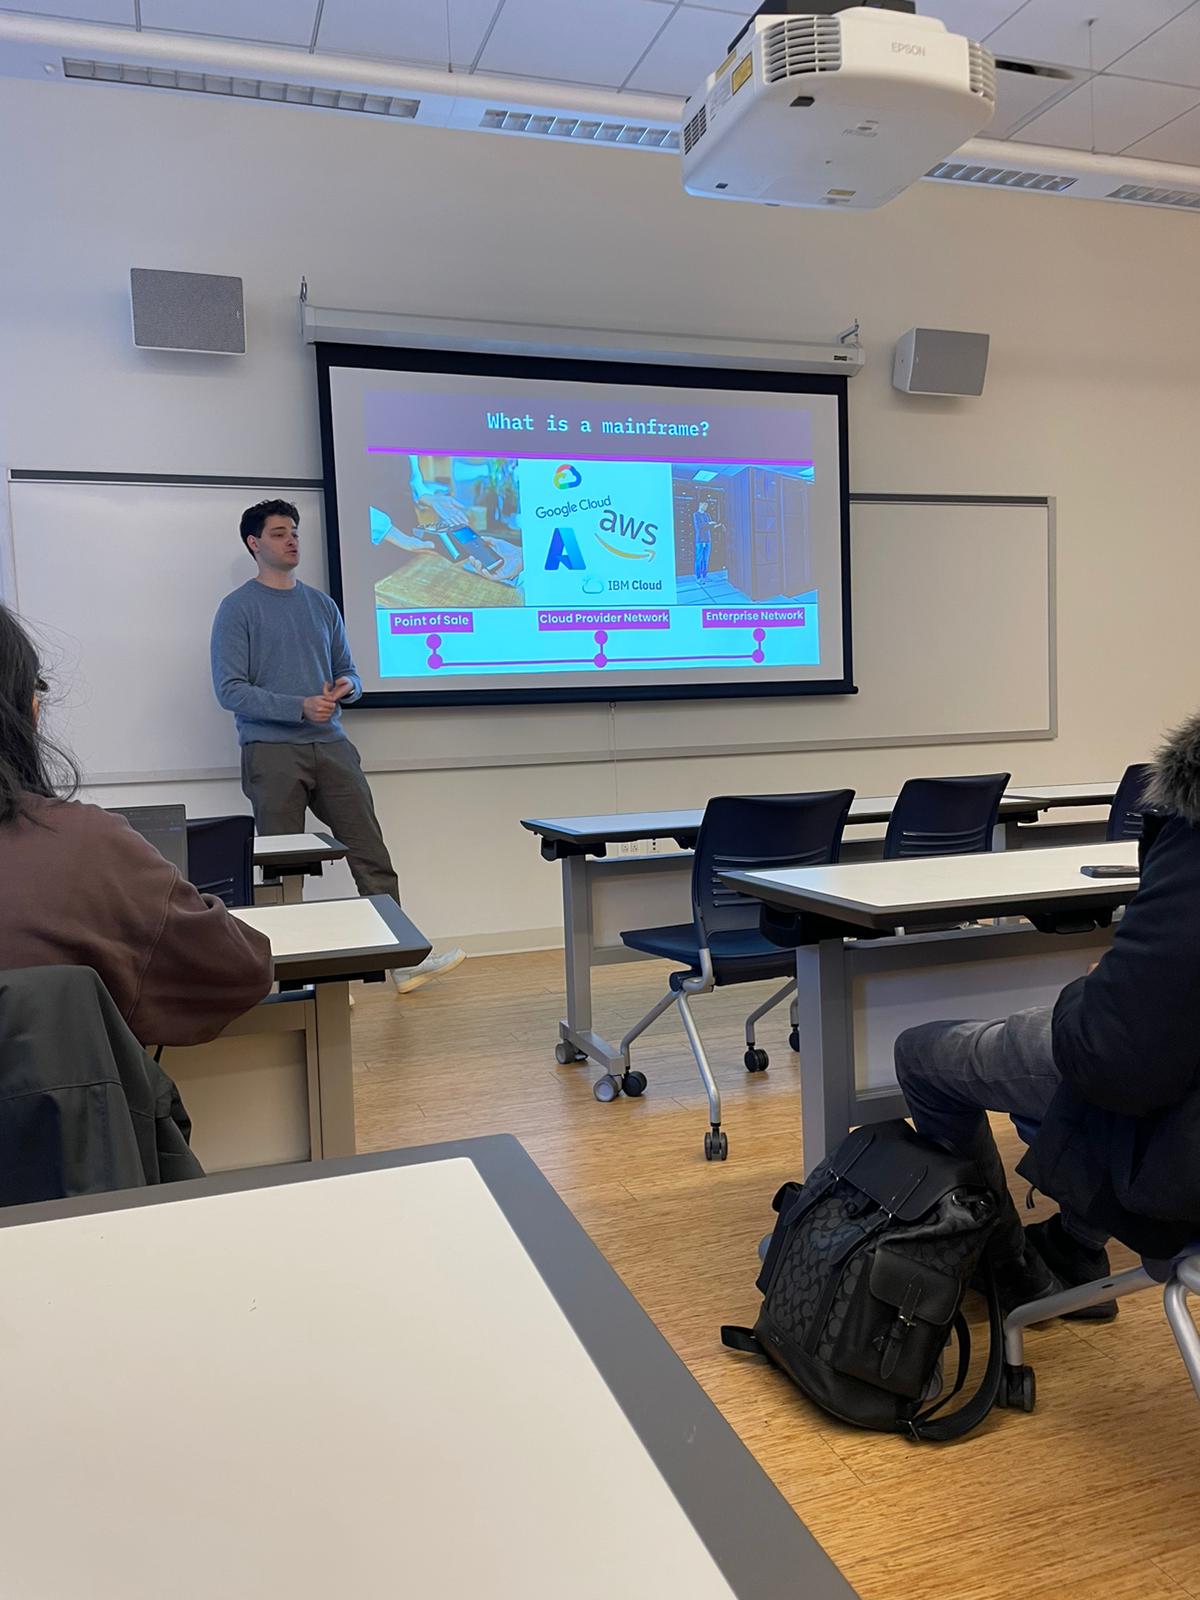 EPSON
What is a mainframe?
Google Cloud
aws
IBM Cloud
Point of Sale
Cloud Provider Network
Enterprise Network